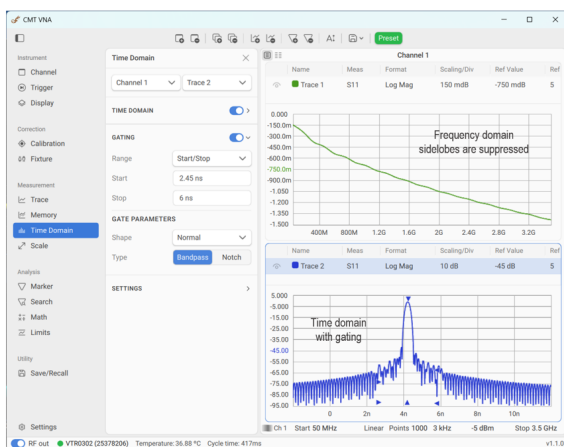 CMT VNA
Preset
Instrument
Channel
Trigger
Display
Correction
Calibration
Fixture
Measurement
Trace
Memory
Time Domain
Scale
Analysis
Marker
Search
Math
Limits
Utility
Save/Recall
Settings
Time Domain
Channel 1 Trace 2
TIME DOMAIN
GATING
Range Start/Stop
Start 2.45 ns
Stop 6 ns
GATE PARAMETERS
Shape Normal
Type Bandpass Notch
SETTINGS
Channel 1
Name Meas Format Scaling/Div Ref Value Ref
Trace 1 S11 Log Mag 150 mdB -750 mdB 5
0.000
-150.0m
-300.0m
-450.0m
-600.0m
-750.0m
-900.0m
-1.050
-1.200
-1.350
-1.500
Frequency domain
sidelobes are suppressed
400M 800M 1.2G 1.6G 2G 2.4G 2.8G 3.2G
Name Meas Format Scaling/Div Ref Value Ref
Trace 2 S11 Log Mag 10 dB -45 dB 5
5.000
-5.000
-15.00
-25.00
-35.00
-45.00
-55.00
-65.00
-75.00
-85.00
-95.00
Time domain
with gating
0 2n 4n 6n 8n 10n
Ch 1 Start 50 MHz Linear Points 1000 3 kHz -5 dBm Stop 3.5 GHz
RF out VTR0302 (25378206) Temperature: 36.88 ºC Cycle time: 417ms v1.1.0